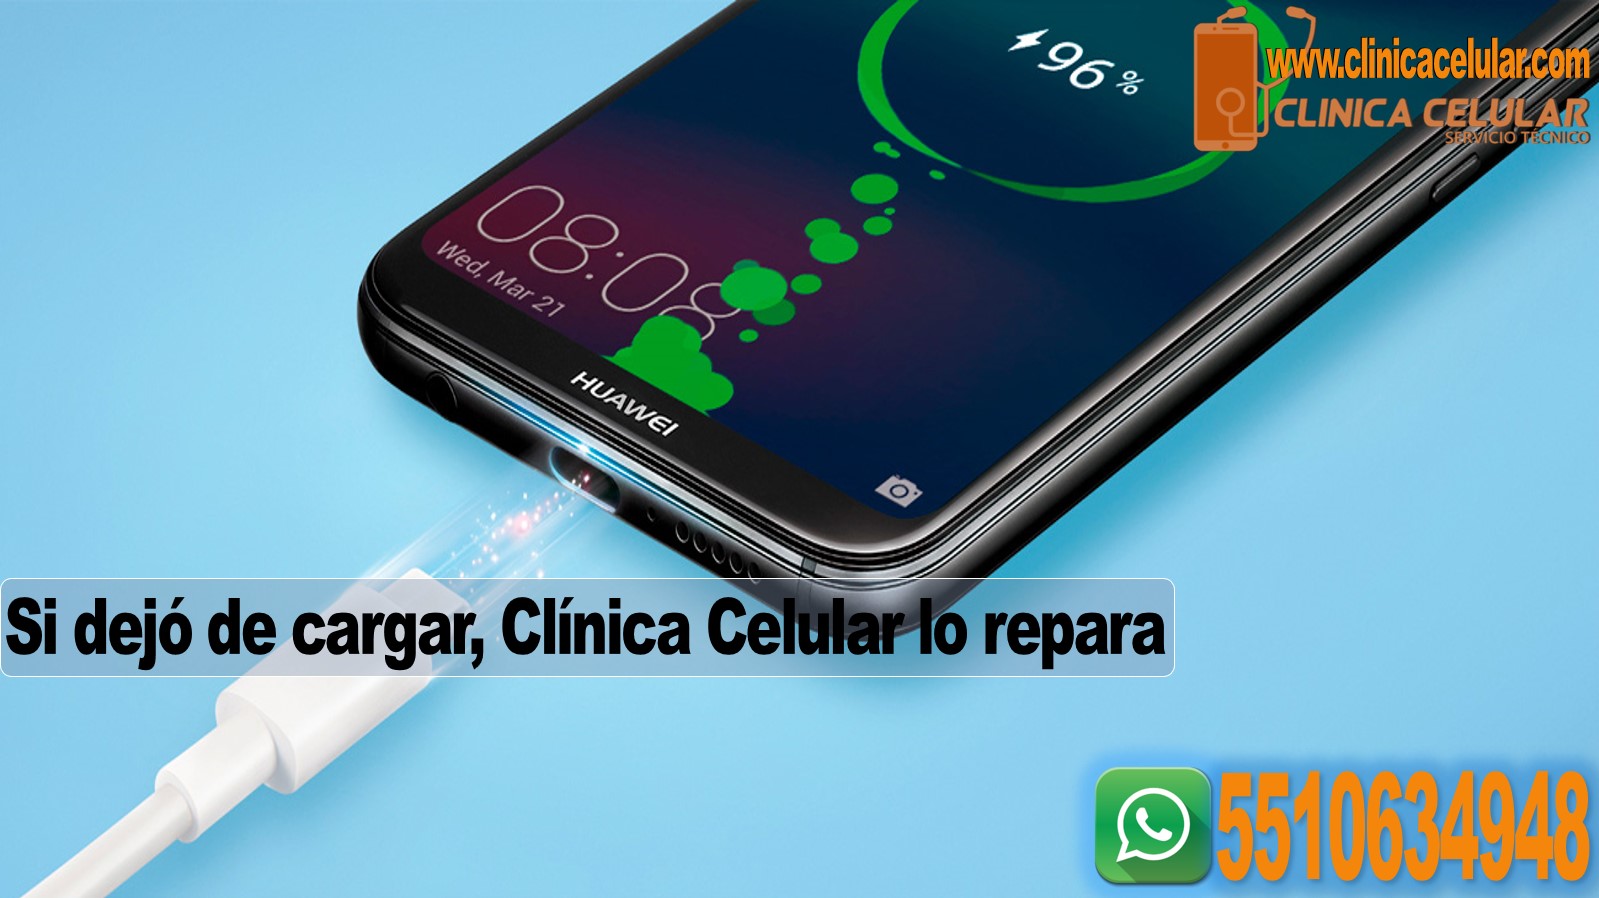 96%
www.clinicacelular.com
CLINICA CELULAR
SERVICIO TÉCNICO
08:08
Wed, Mar 21
HUAWEI
Si dejó de cargar, Clínica Celular lo repara
5510634948